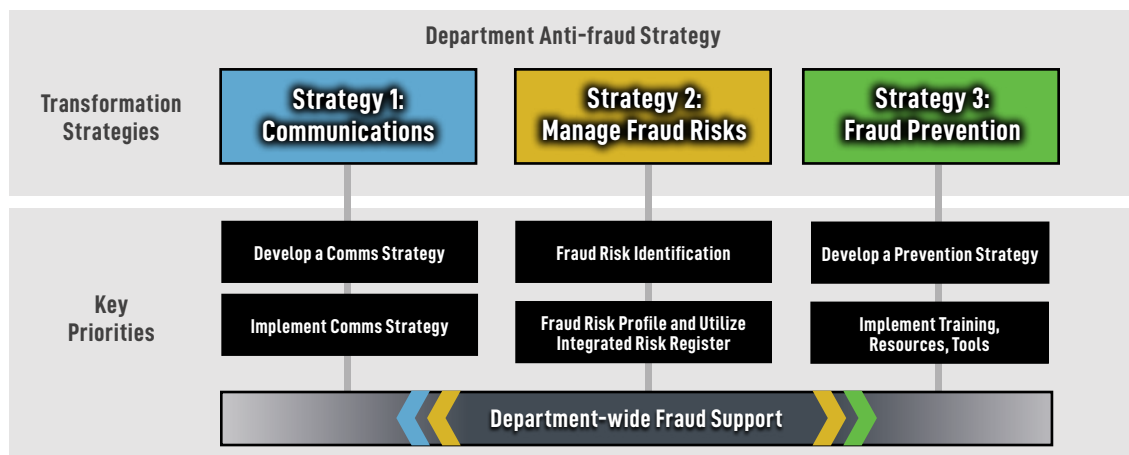 Department Anti-fraud Strategy
Transformation
Strategies
Strategy 1:
Communications
Strategy 2:
Manage Fraud Risks
Strategy 3:
Fraud Prevention
Key
Priorities
Develop a Comms Strategy
Fraud Risk Identification
Develop a Prevention Strategy
Implement Comms Strategy
Fraud Risk Profile and Utilize
Integrated Risk Register
Implement Training,
Resources, Tools
Department-wide Fraud Support